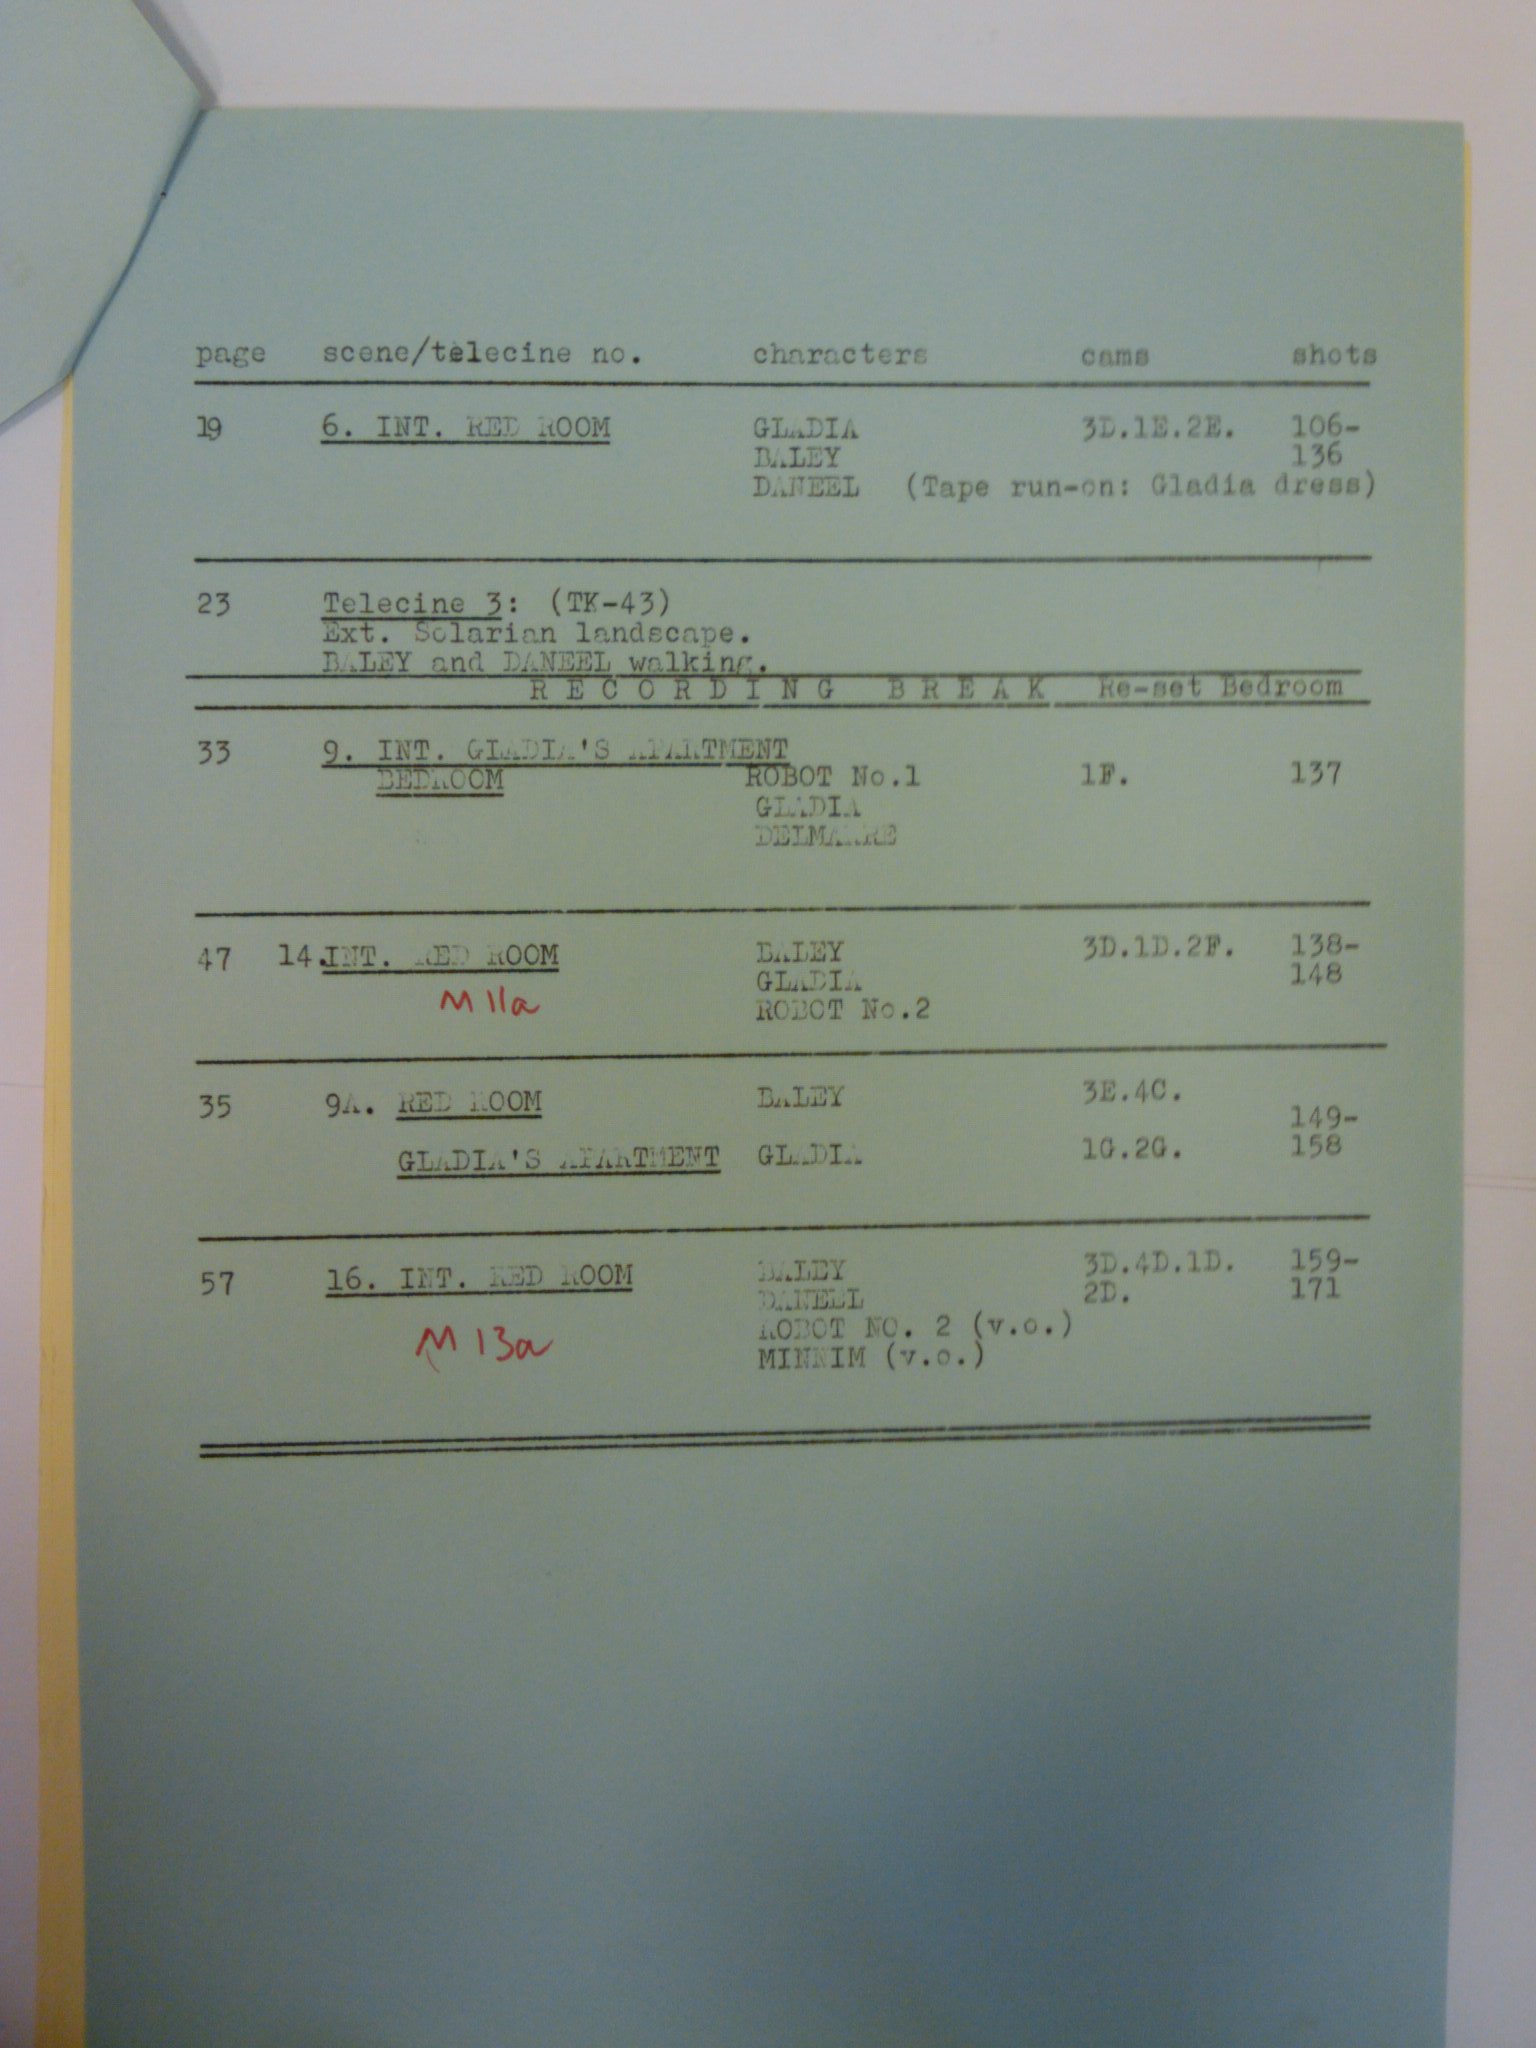 page scene/telecine no. characters cams shots
19 6. INT. RED ROOM GLADIA 3D.1E.2E. 106-
BALEY 136
DANEEL (Tape run-on: Gladia dress)
23 Telecine 3: (TK-43)
Ext. Solarian landscape.
BALEY and DANEEL walking.
RECORDING BREAK Re-set Bedroom
33 9. INT. GLADIA'S APARTMENT
BEDROOM ROBOT No.1 1F. 137
GLADIA
DELMARRE
47 14.INT. RED ROOM BALEY 3D.1D.2F. 138-
GLADIA 148
M 11a ROBOT No.2
35 9A. RED ROOM BALEY 3E.4C.
149-
GLADIA'S APARTMENT GLADIA 1G.2G. 158
57 16. INT. RED ROOM BALEY 3D.4D.1D. 159-
DANEEL 2D. 171
M 13a ROBOT NO. 2 (v.o.)
MINNIM (v.o.)